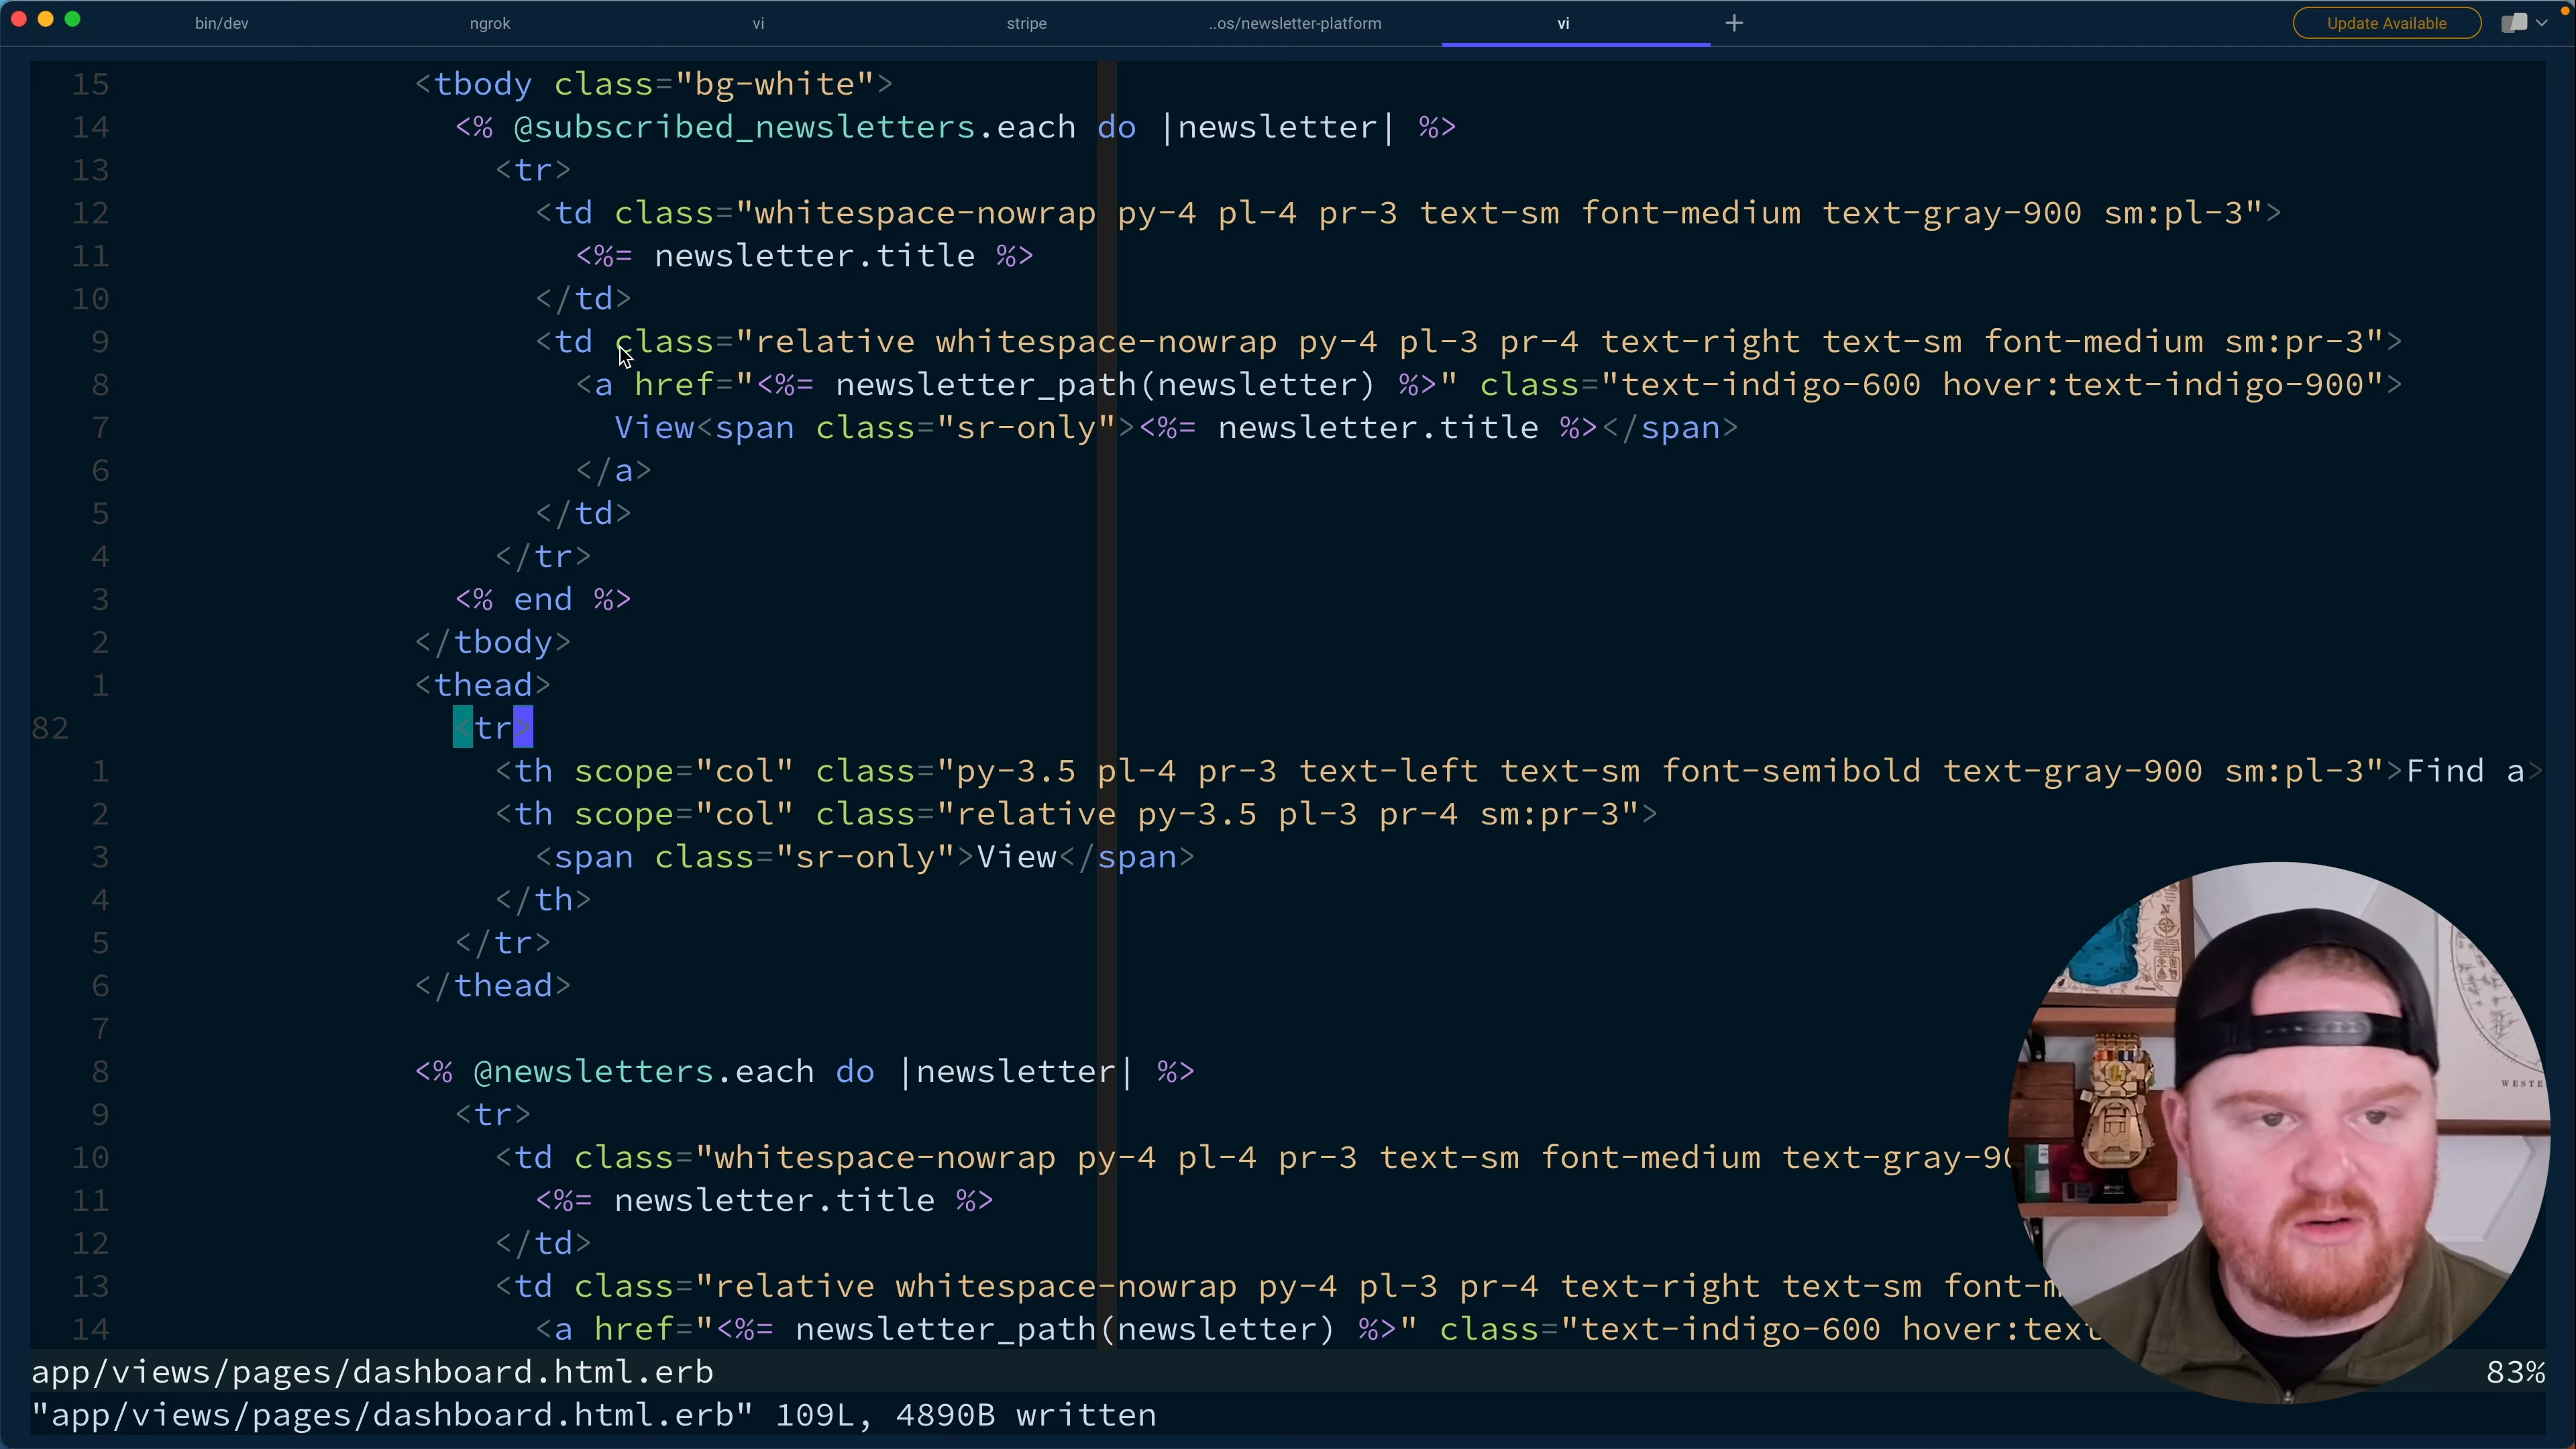 bin/dev ngrok vi stripe ..os/newsletter-platform vi + Update Available
15 <tbody class="bg-white">
14 <% @subscribed_newsletters.each do |newsletter| %>
13 <tr>
12 <td class="whitespace-nowrap py-4 pl-4 pr-3 text-sm font-medium text-gray-900 sm:pl-3">
11 <%= newsletter.title %>
10 </td>
9 <td class="relative whitespace-nowrap py-4 pl-3 pr-4 text-right text-sm font-medium sm:pr-3">
8 <a href="<%= newsletter_path(newsletter) %>" class="text-indigo-600 hover:text-indigo-900">
7 View<span class="sr-only"><%= newsletter.title %></span>
6 </a>
5 </td>
4 </tr>
3 <% end %>
2 </tbody>
1 <thead>
82 <tr>
1 <th scope="col" class="py-3.5 pl-4 pr-3 text-left text-sm font-semibold text-gray-900 sm:pl-3">Find a>
2 <th scope="col" class="relative py-3.5 pl-3 pr-4 sm:pr-3">
3 <span class="sr-only">View</span>
4 </th>
5 </tr>
6 </thead>
7
8 <% @newsletters.each do |newsletter| %>
9 <tr>
10 <td class="whitespace-nowrap py-4 pl-4 pr-3 text-sm font-medium text-gray-90
11 <%= newsletter.title %>
12 </td>
13 <td class="relative whitespace-nowrap py-4 pl-3 pr-4 text-right text-sm font-m
14 <a href="<%= newsletter_path(newsletter) %>" class="text-indigo-600 hover:text
WESTE
app/views/pages/dashboard.html.erb 83%
"app/views/pages/dashboard.html.erb" 109L, 4890B written